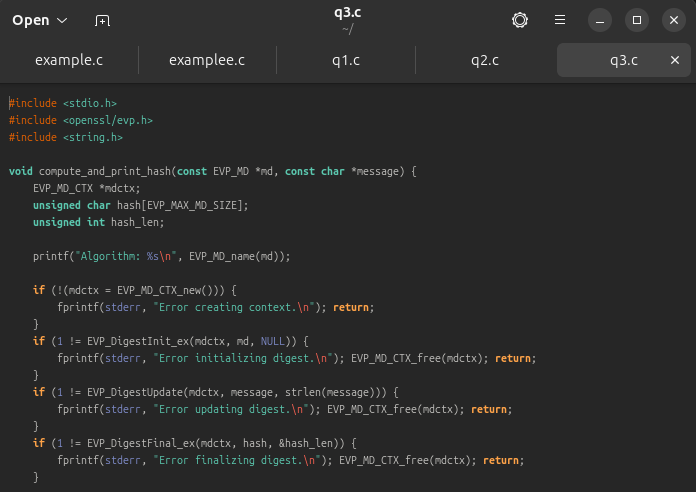 Open
q3.c
~/
example.c
examplee.c
q1.c
q2.c
q3.c
#include <stdio.h>
#include <openssl/evp.h>
#include <string.h>
void compute_and_print_hash(const EVP_MD *md, const char *message) {
    EVP_MD_CTX *mdctx;
    unsigned char hash[EVP_MAX_MD_SIZE];
    unsigned int hash_len;
    printf("Algorithm: %s\n", EVP_MD_name(md));
    if (!(mdctx = EVP_MD_CTX_new())) {
        fprintf(stderr, "Error creating context.\n"); return;
    }
    if (1 != EVP_DigestInit_ex(mdctx, md, NULL)) {
        fprintf(stderr, "Error initializing digest.\n"); EVP_MD_CTX_free(mdctx); return;
    }
    if (1 != EVP_DigestUpdate(mdctx, message, strlen(message))) {
        fprintf(stderr, "Error updating digest.\n"); EVP_MD_CTX_free(mdctx); return;
    }
    if (1 != EVP_DigestFinal_ex(mdctx, hash, &hash_len)) {
        fprintf(stderr, "Error finalizing digest.\n"); EVP_MD_CTX_free(mdctx); return;
    }